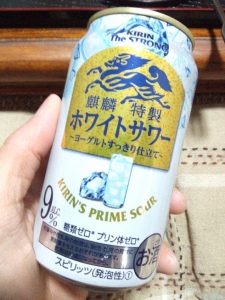 KIRIN
The STRONG
麒麟特製
ホワイトサワー
～ヨーグルトすっきり仕立て～
KIRIN'S PRIME SOUR
9%
糖類ゼロ* プリン体ゼロ*
お酒
スピリッツ(発泡性)①